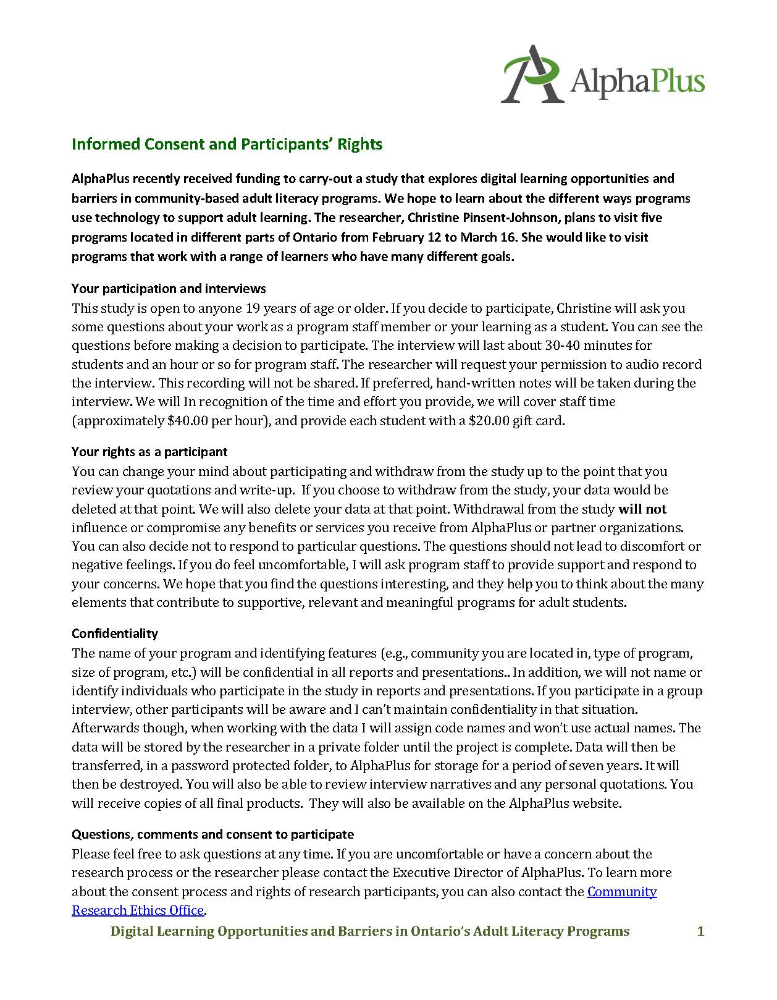 AlphaPlus
Informed Consent and Participants’ Rights
AlphaPlus recently received funding to carry-out a study that explores digital learning opportunities and
barriers in community-based adult literacy programs. We hope to learn about the different ways programs
use technology to support adult learning. The researcher, Christine Pinsent-Johnson, plans to visit five
programs located in different parts of Ontario from February 12 to March 16. She would like to visit
programs that work with a range of learners who have many different goals.
Your participation and interviews
This study is open to anyone 19 years of age or older. If you decide to participate, Christine will ask you
some questions about your work as a program staff member or your learning as a student. You can see the
questions before making a decision to participate. The interview will last about 30-40 minutes for
students and an hour or so for program staff. The researcher will request your permission to audio record
the interview. This recording will not be shared. If preferred, hand-written notes will be taken during the
interview. We will In recognition of the time and effort you provide, we will cover staff time
(approximately $40.00 per hour), and provide each student with a $20.00 gift card.
Your rights as a participant
You can change your mind about participating and withdraw from the study up to the point that you
review your quotations and write-up.  If you choose to withdraw from the study, your data would be
deleted at that point. We will also delete your data at that point. Withdrawal from the study will not
influence or compromise any benefits or services you receive from AlphaPlus or partner organizations.
You can also decide not to respond to particular questions. The questions should not lead to discomfort or
negative feelings. If you do feel uncomfortable, I will ask program staff to provide support and respond to
your concerns. We hope that you find the questions interesting, and they help you to think about the many
elements that contribute to supportive, relevant and meaningful programs for adult students.
Confidentiality
The name of your program and identifying features (e.g., community you are located in, type of program,
size of program, etc.) will be confidential in all reports and presentations.. In addition, we will not name or
identify individuals who participate in the study in reports and presentations. If you participate in a group
interview, other participants will be aware and I can’t maintain confidentiality in that situation.
Afterwards though, when working with the data I will assign code names and won’t use actual names. The
data will be stored by the researcher in a private folder until the project is complete. Data will then be
transferred, in a password protected folder, to AlphaPlus for storage for a period of seven years. It will
then be destroyed. You will also be able to review interview narratives and any personal quotations. You
will receive copies of all final products.  They will also be available on the AlphaPlus website.
Questions, comments and consent to participate
Please feel free to ask questions at any time. If you are uncomfortable or have a concern about the
research process or the researcher please contact the Executive Director of AlphaPlus. To learn more
about the consent process and rights of research participants, you can also contact the Community
Research Ethics Office.
Digital Learning Opportunities and Barriers in Ontario’s Adult Literacy Programs 1